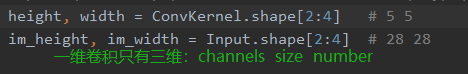 height, width = ConvKernel.shape[2:4]   # 5 5
im_height, im_width = Input.shape[2:4]  # 28 28
一维卷积只有三维：channels  size  number